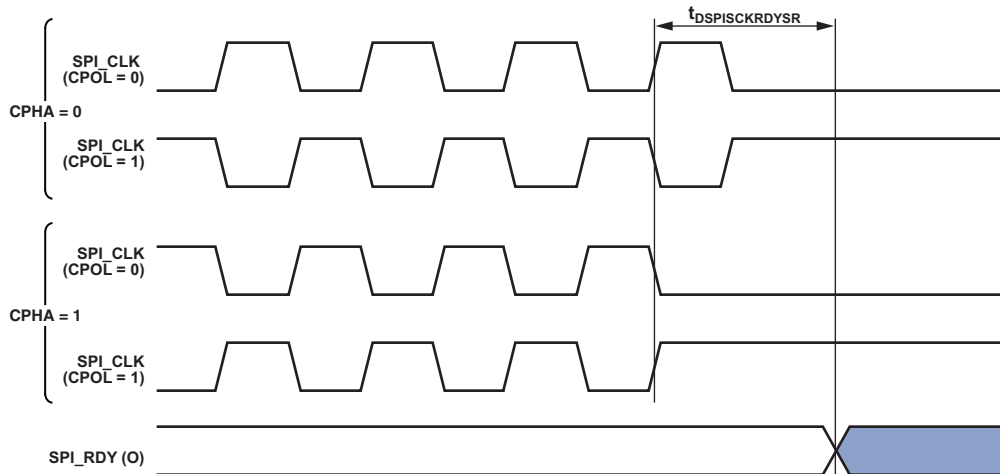 tDSPISCKRDYSR
SPI_CLK
(CPOL = 0)
CPHA = 0
SPI_CLK
(CPOL = 1)
SPI_CLK
(CPOL = 0)
CPHA = 1
SPI_CLK
(CPOL = 1)
SPI_RDY (O)